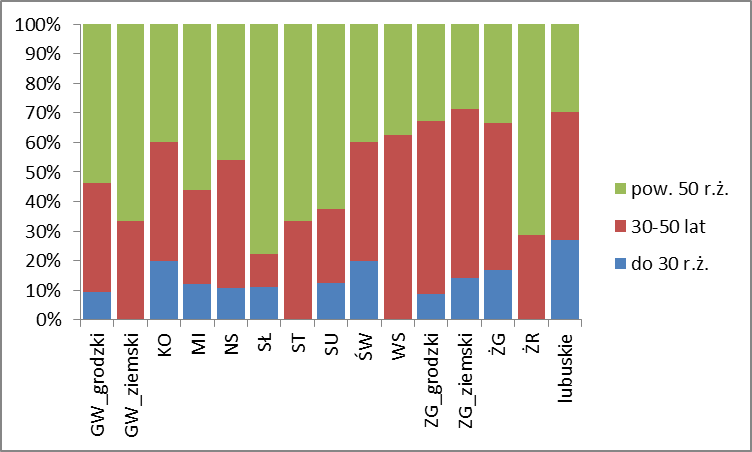 100%
90%
80%
70%
60%
50%
40%
30%
20%
10%
0%
GW_grodzki
GW_ziemski
KO
MI
NS
SŁ
ST
SU
ŚW
WS
ZG_grodzki
ZG_ziemski
ŻG
ŻR
lubuskie
pow. 50 r.ż.
30-50 lat
do 30 r.ż.